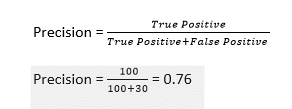 Precision = True Positive / True Positive+False Positive
Precision = 100 / 100+30 = 0.76